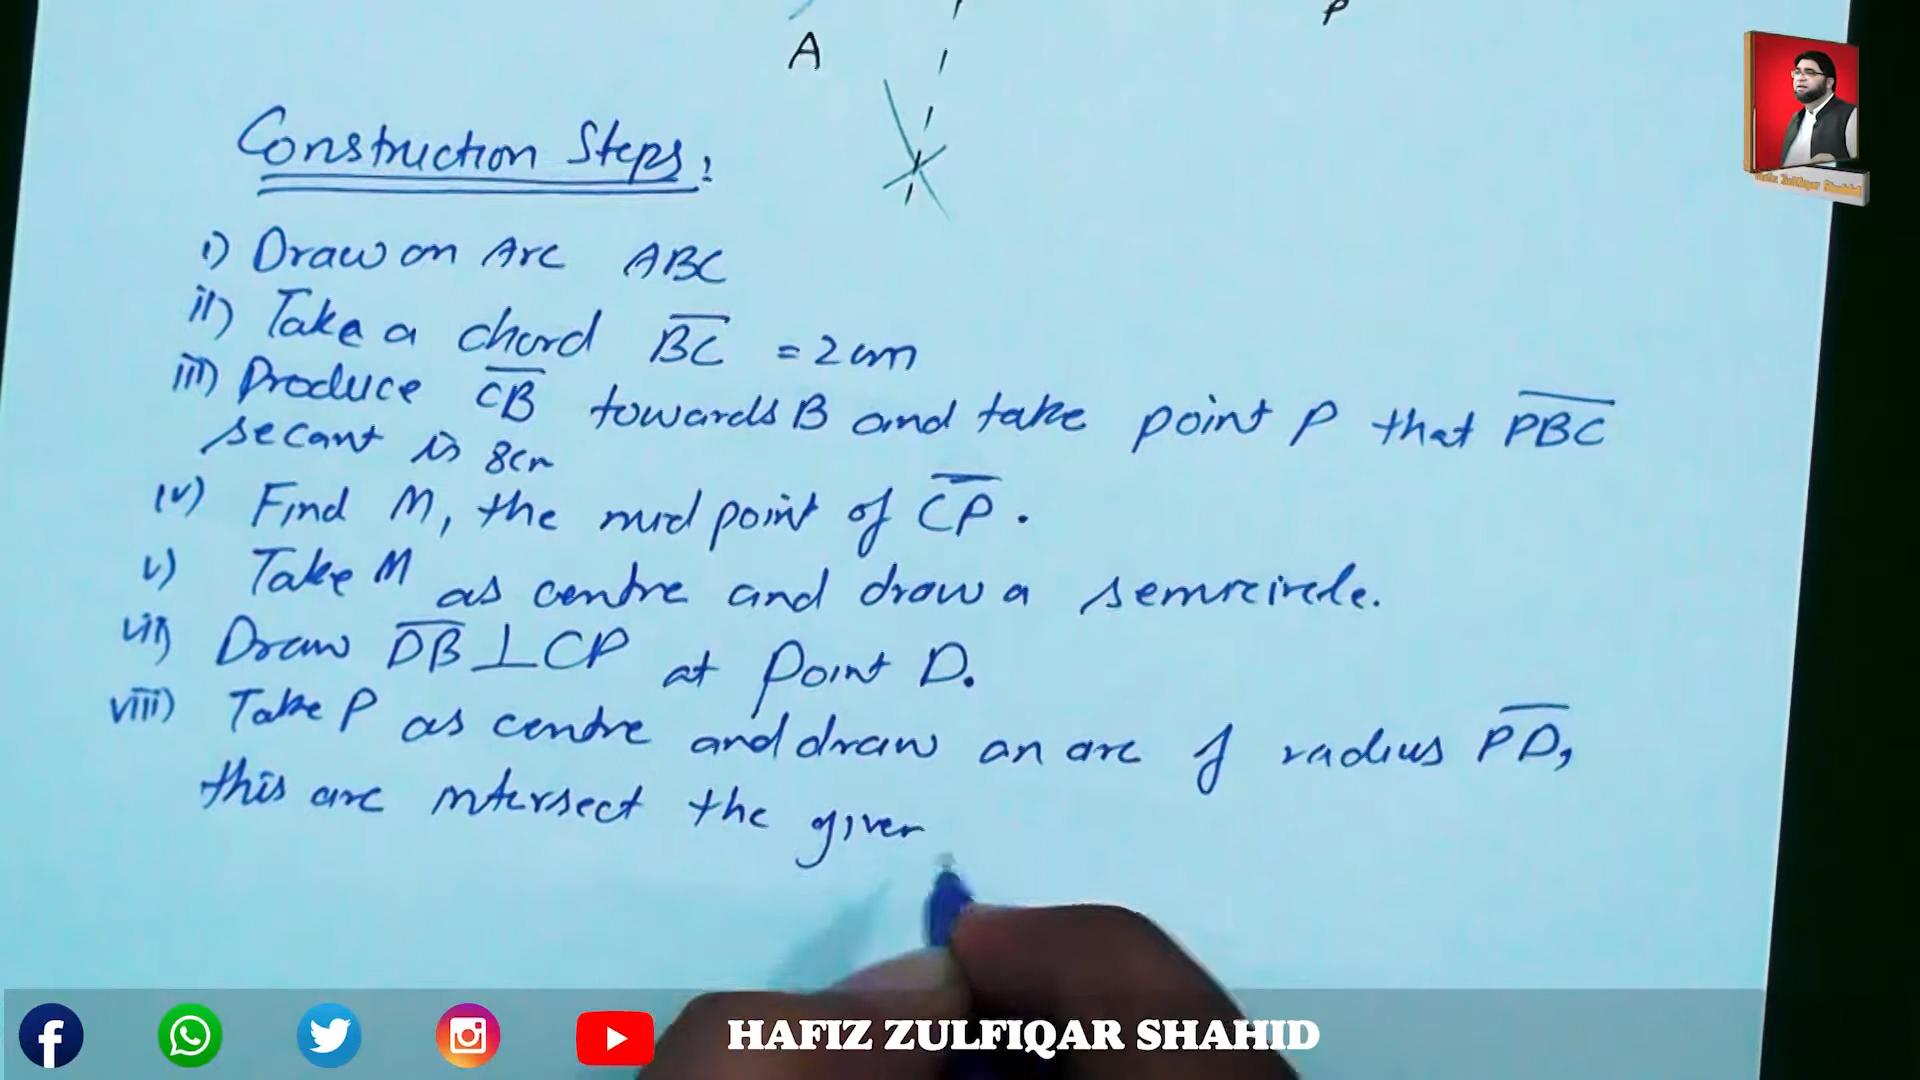 P
A
Construction Steps:
i) Draw an Arc ABC
ii) Take a chord BC = 2cm
iii) Produce CB towards B and take point P that PBC
secant is 8cm
iv) Find M, the mid point of CP.
v) Take M as centre and draw a semicircle.
vii) Draw DB ⊥ CP at point D.
viii) Take P as centre and draw an arc of radius PD,
this arc intersect the given
Hafiz Zulfiqar Shahid
HAFIZ ZULFIQAR SHAHID